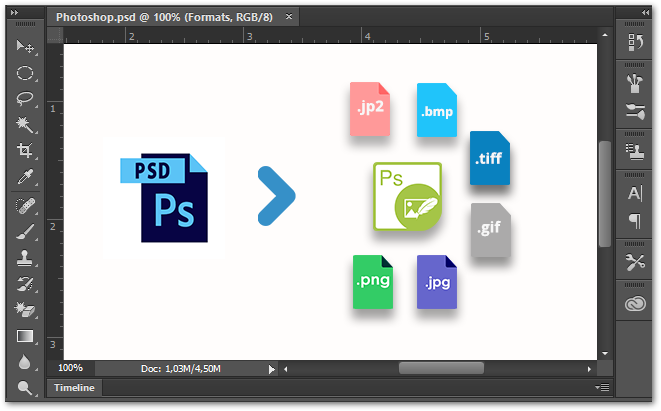 Photoshop.psd @ 100% (Formats, RGB/8) ×
2 3 4 5
1
2
3
PSD
Ps
.jp2
.bmp
.tiff
Ps
.gif
.png
.jpg
100% Doc: 1,03M/4,50M
Timeline
A